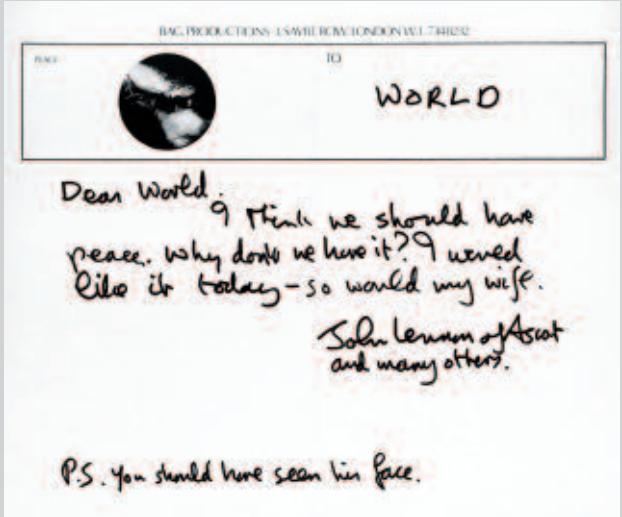 BAG PRODUCTIONS 3 SAVILE ROW LONDON W.1. 7348232
PEACE
TO
WORLD
Dear World.
I think we should have
peace. Why don't we have it? I would
like it today – so would my wife.
John Lennon of Ascot
and many others.
P.S. You should have seen his face.